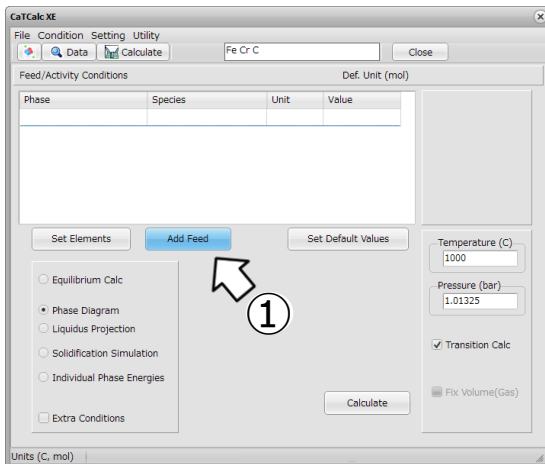 CaTCalc XE
File Condition Setting Utility
Data Calculate Fe Cr C Close
Feed/Activity Conditions Def. Unit (mol)
Phase Species Unit Value
Set Elements Add Feed Set Default Values
Temperature (C)
1000
Equilibrium Calc
Pressure (bar)
1.01325
Phase Diagram
①
Liquidus Projection
Transition Calc
Solidification Simulation
Individual Phase Energies
Fix Volume(Gas)
Calculate
Extra Conditions
Units (C, mol)